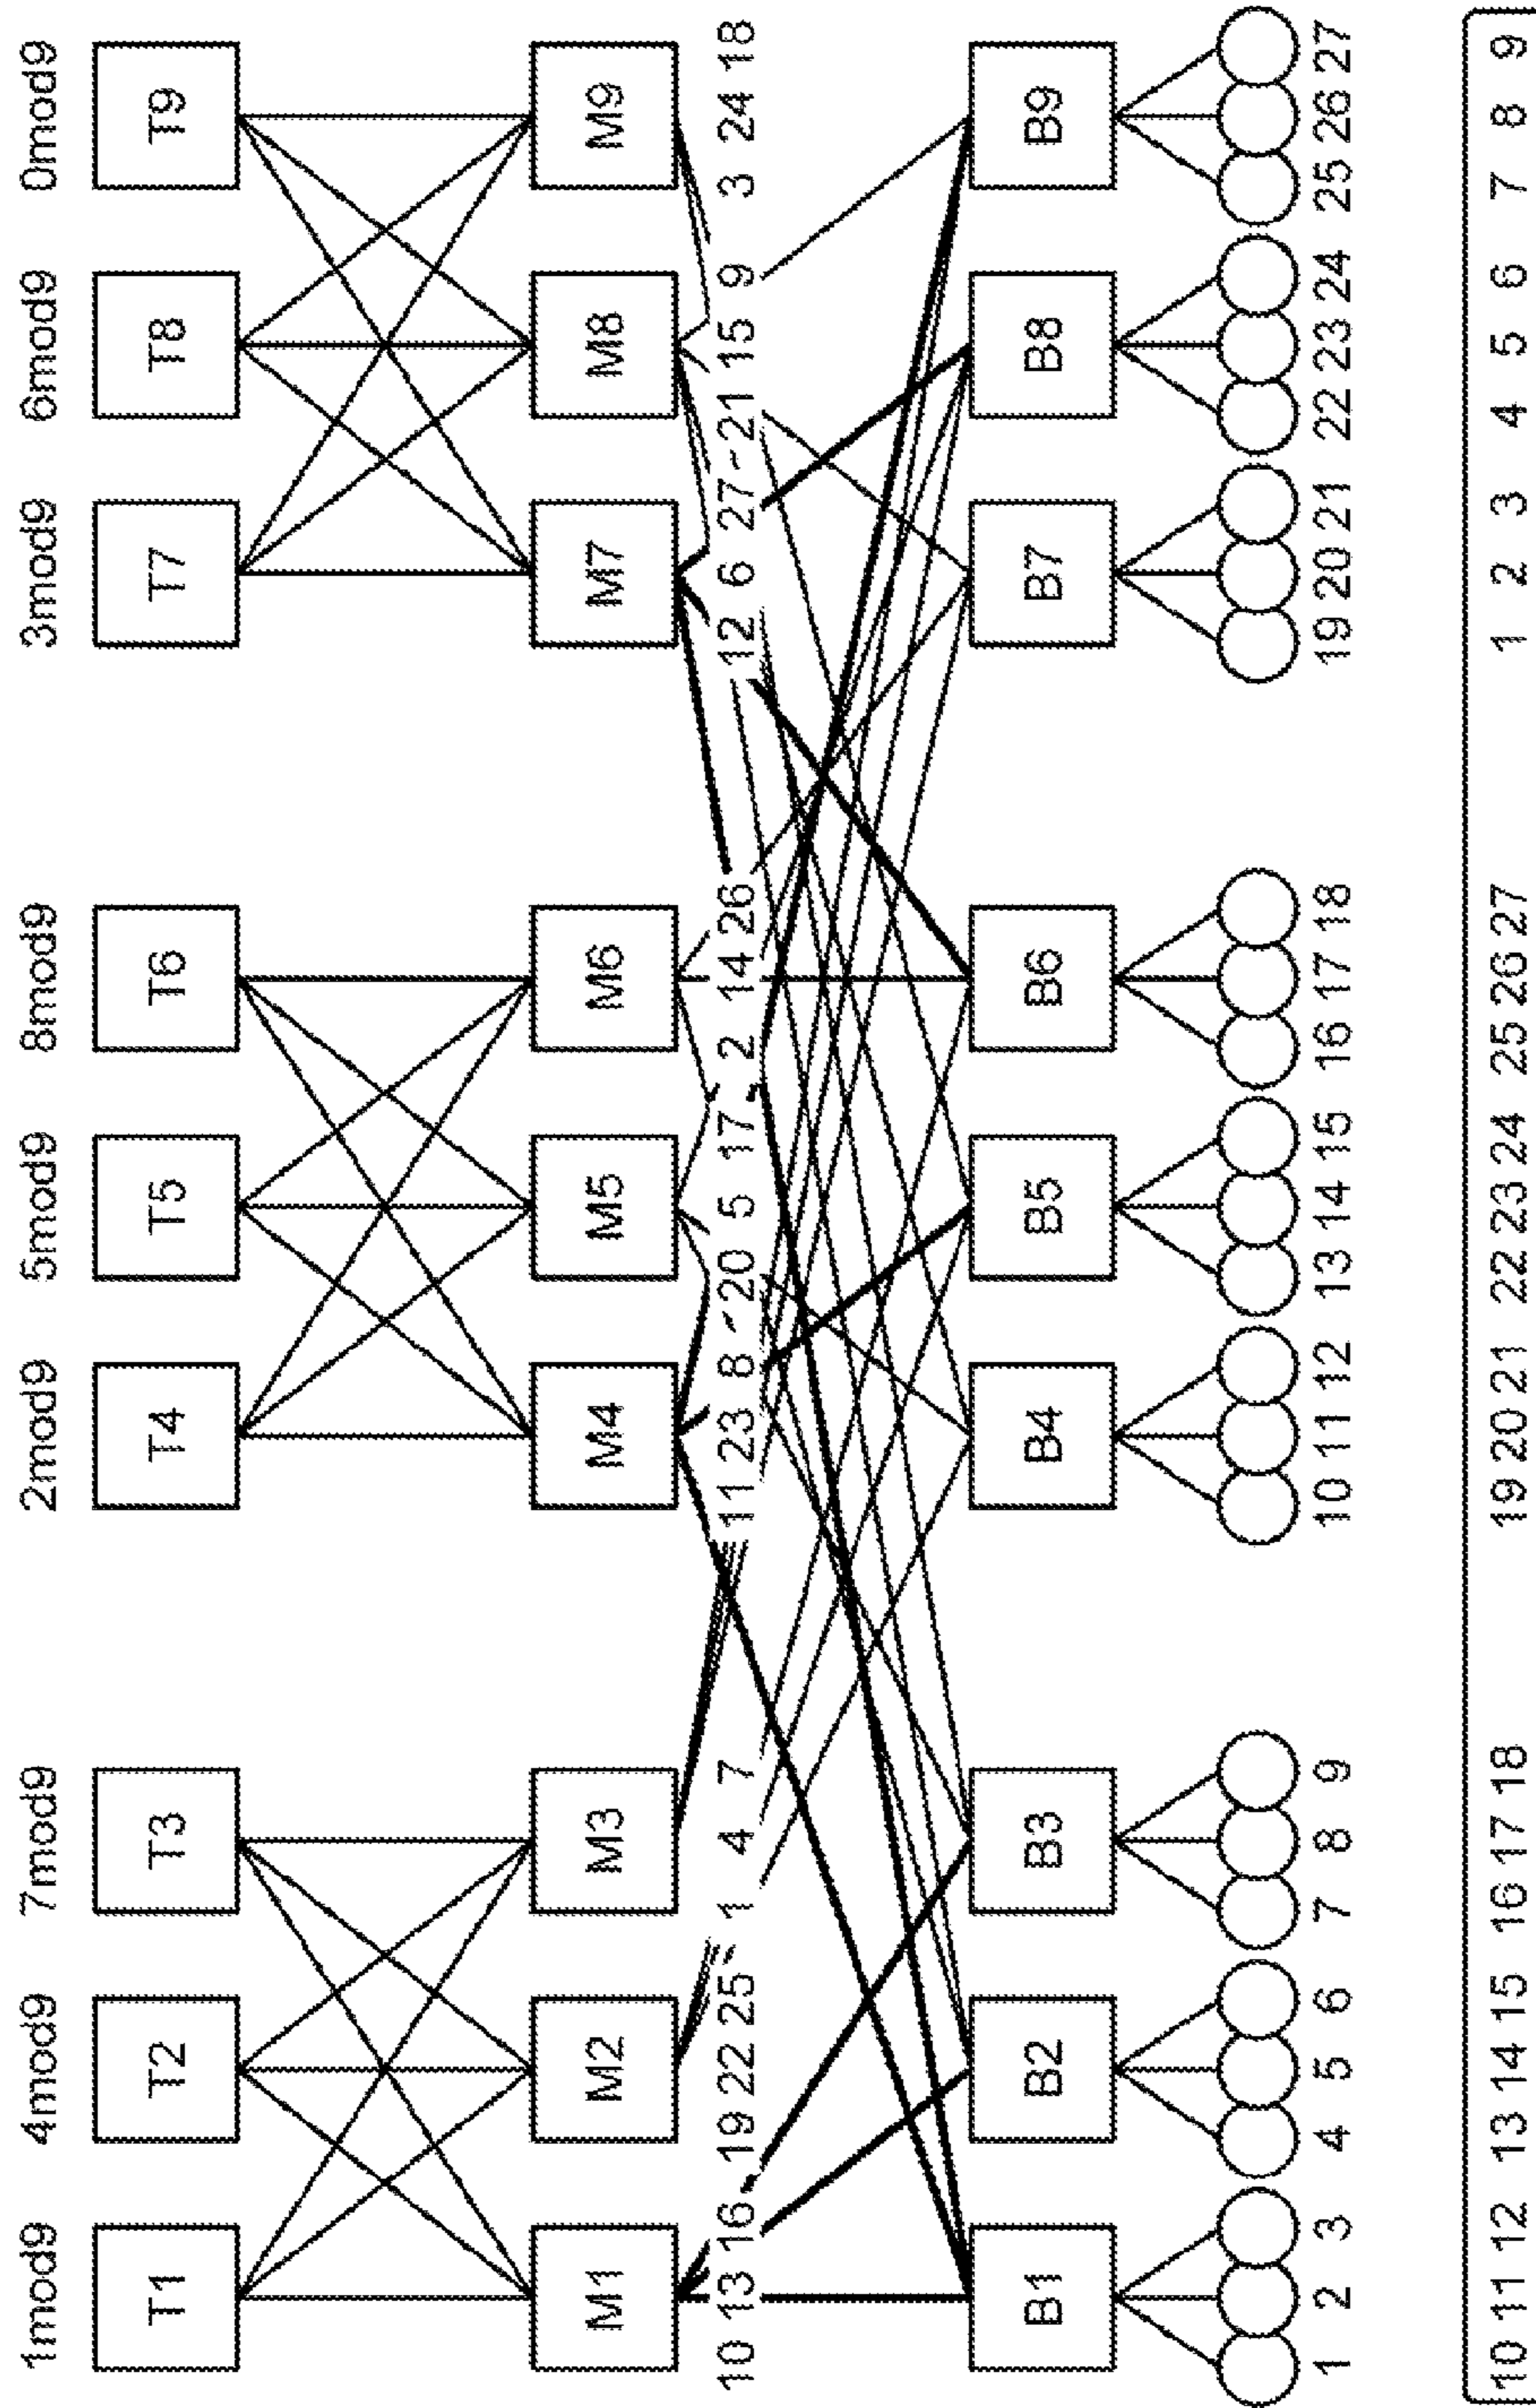 1mod9 4mod9 7mod9 2mod9 5mod9 8mod9 3mod9 6mod9 0mod9
T1 T2 T3 T4 T5 T6 T7 T8 T9
M1 M2 M3 M4 M5 M6 M7 M8 M9
10 13 16 19 22 25 1 4 7 11 23 8 20 5 17 2 14 26 12 6 27 21 15 9 3 24 18
B1 B2 B3 B4 B5 B6 B7 B8 B9
1 2 3 4 5 6 7 8 9 10 11 12 13 14 15 16 17 18 19 20 21 22 23 24 25 26 27
10 11 12 13 14 15 16 17 18 19 20 21 22 23 24 25 26 27 1 2 3 4 5 6 7 8 9